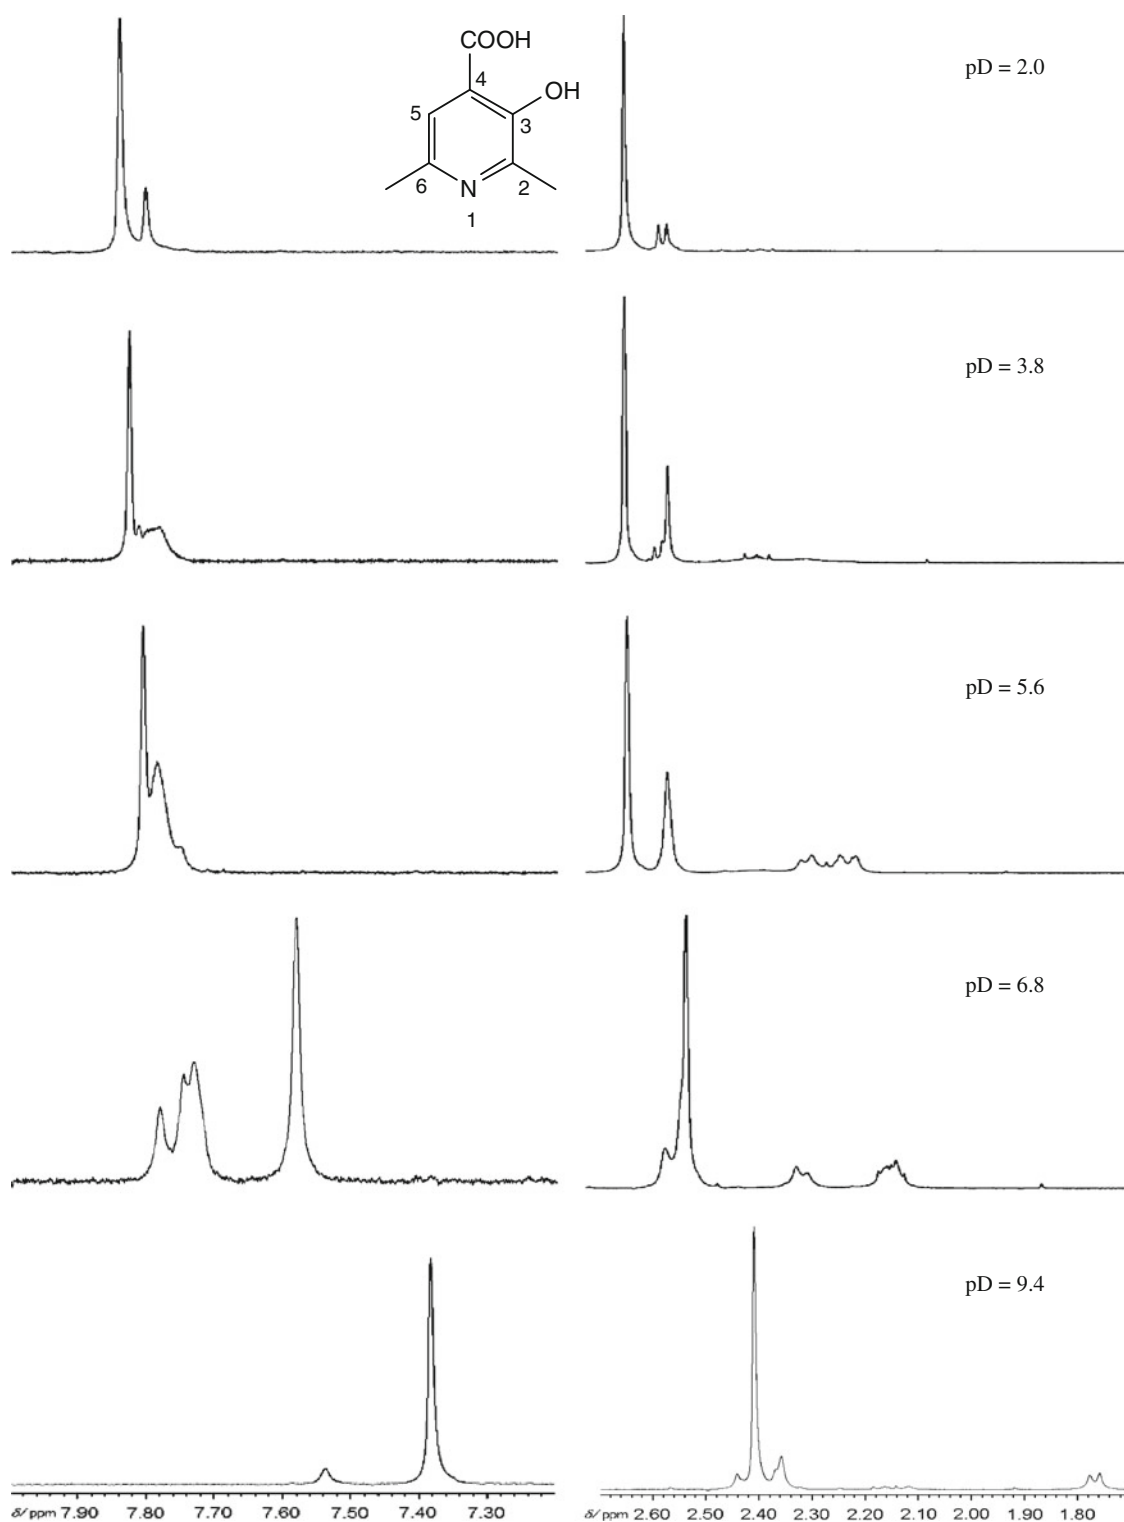 COOH
pD = 2.0
4
OH
5
3
6
N
2
1
pD = 3.8
pD = 5.6
pD = 6.8
pD = 9.4
δ/ppm 7.90 7.80 7.70 7.60 7.50 7.40 7.30
δ/ppm 2.60 2.50 2.40 2.30 2.20 2.10 2.00 1.90 1.80